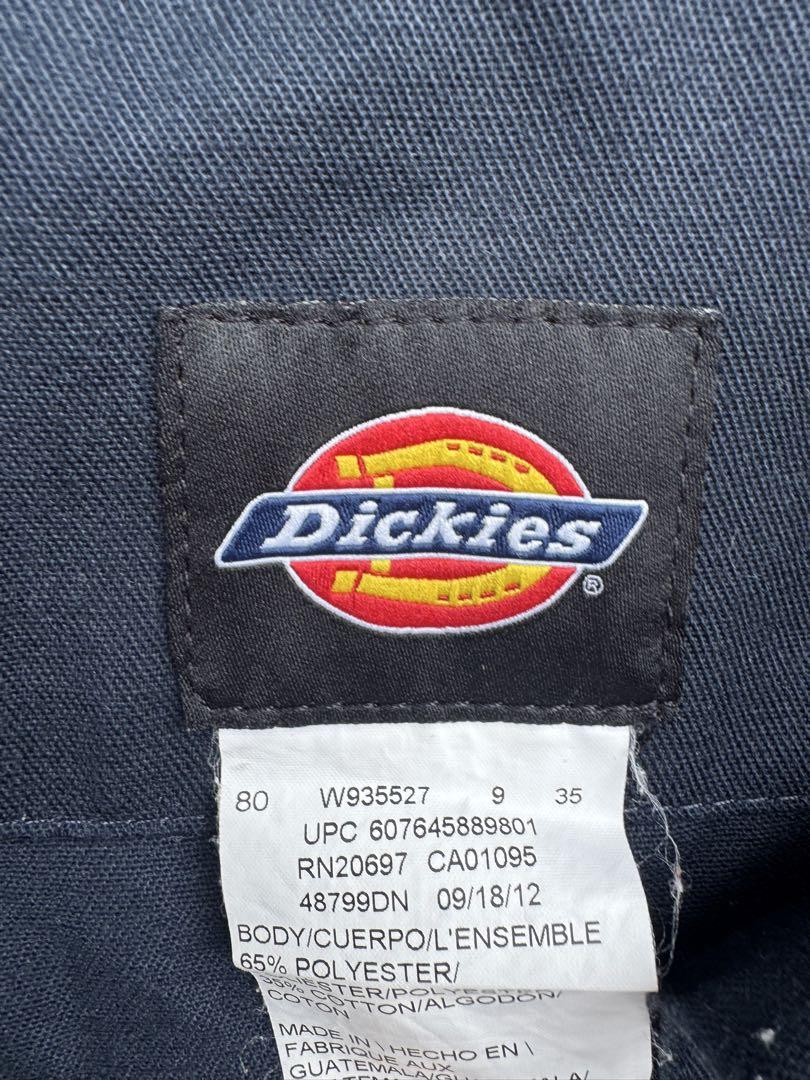 Dickies®
80 W935527 9 35
UPC 607645889801
RN20697 CA01095
48799DN 09/18/12
BODY/CUERPO/L'ENSEMBLE
65% POLYESTER/
35% COTTON/ALGODON/
COTON
MADE IN \ HECHO EN \
FABRIQUE AUX